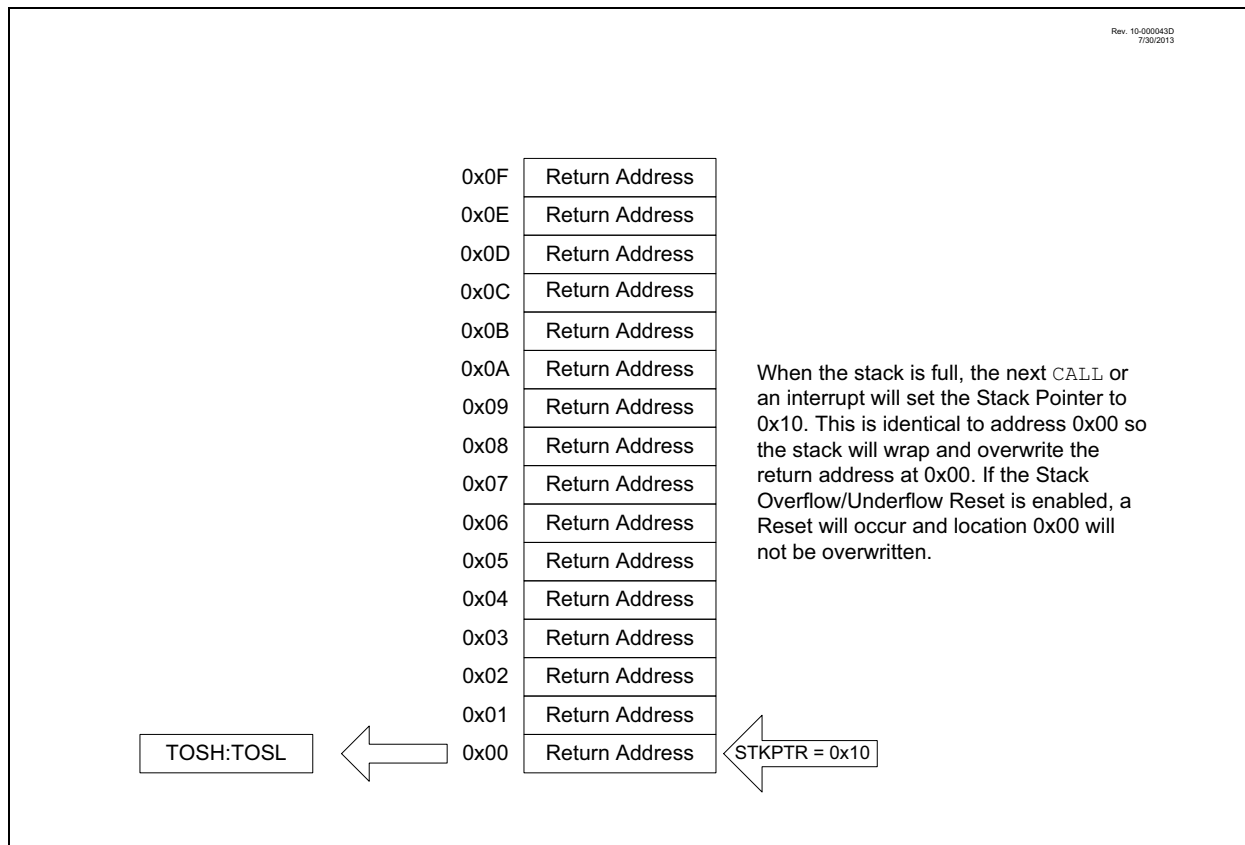 Rev. 10-000043D
7/30/2013
0x0F Return Address
0x0E Return Address
0x0D Return Address
0x0C Return Address
0x0B Return Address
0x0A Return Address
0x09 Return Address
0x08 Return Address
0x07 Return Address
0x06 Return Address
0x05 Return Address
0x04 Return Address
0x03 Return Address
0x02 Return Address
0x01 Return Address
TOSH:TOSL 0x00 Return Address STKPTR = 0x10
When the stack is full, the next CALL or
an interrupt will set the Stack Pointer to
0x10. This is identical to address 0x00 so
the stack will wrap and overwrite the
return address at 0x00. If the Stack
Overflow/Underflow Reset is enabled, a
Reset will occur and location 0x00 will
not be overwritten.